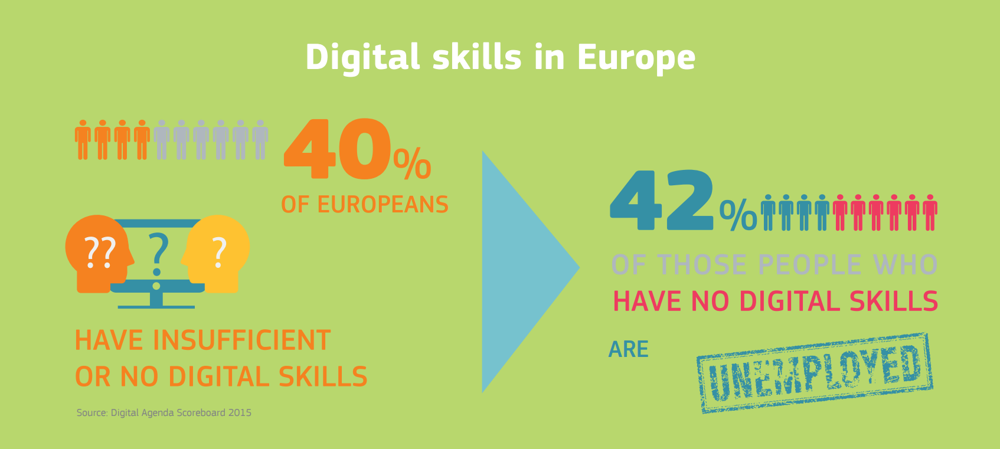 Digital skills in Europe
40%
OF EUROPEANS
?? ? ?
HAVE INSUFFICIENT
OR NO DIGITAL SKILLS
Source: Digital Agenda Scoreboard 2015
42%
OF THOSE PEOPLE WHO
HAVE NO DIGITAL SKILLS
ARE
UNEMPLOYED